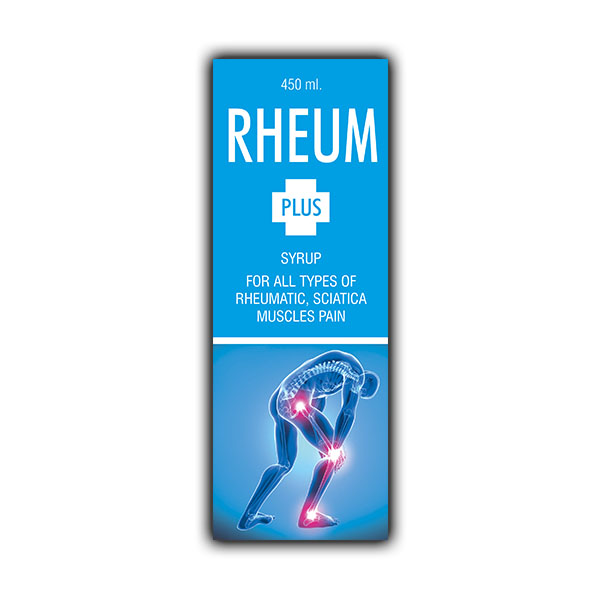 450 ml.
RHEUM
PLUS
SYRUP
FOR ALL TYPES OF
RHEUMATIC, SCIATICA
MUSCLES PAIN